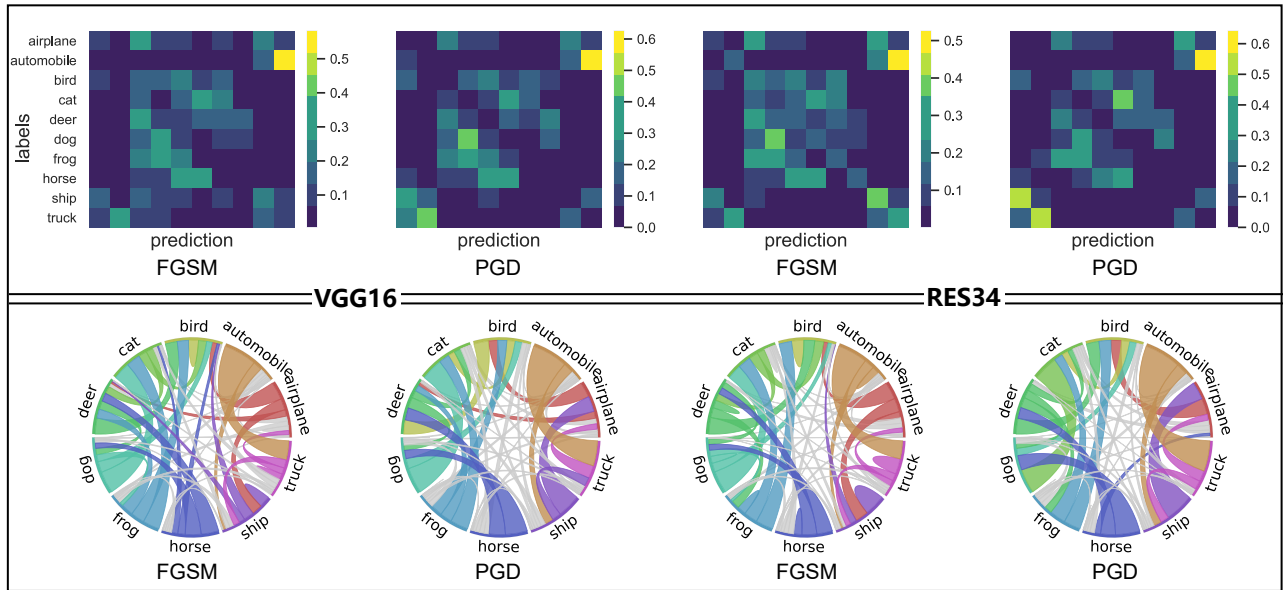 labels
airplane
automobile
bird
cat
deer
dog
frog
horse
ship
truck
0.5
0.4
0.3
0.2
0.1
prediction
FGSM
0.6
0.5
0.4
0.3
0.2
0.1
0.0
prediction
PGD
0.5
0.4
0.3
0.2
0.1
prediction
FGSM
0.6
0.5
0.4
0.3
0.2
0.1
0.0
prediction
PGD
VGG16
RES34
bird
automobile
airplane
truck
ship
horse
frog
dog
deer
cat
FGSM
bird
automobile
airplane
truck
ship
horse
frog
dog
deer
cat
PGD
bird
automobile
airplane
truck
ship
horse
frog
dog
deer
cat
FGSM
bird
automobile
airplane
truck
ship
horse
frog
dog
deer
cat
PGD